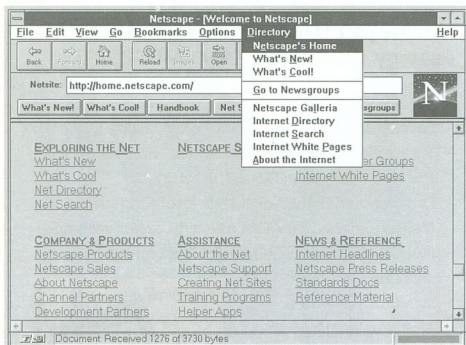 Netscape - [Welcome to Netscape]
File Edit View Go Bookmarks Options Directory Help
Back Forward Home Reload Images Open
Netscape's Home
What's New!
What's Cool!
Go to Newsgroups
Netscape Galleria
Internet Directory
Internet Search
Internet White Pages
About the Internet
Netsite: http://home.netscape.com/
What's New! What's Cool! Handbook Net S sgroups
N
EXPLORING THE NET
What's New
What's Cool
Net Directory
Net Search
NETSCAPE S
er Groups
Internet White Pages
COMPANY & PRODUCTS
Netscape Products
Netscape Sales
About Netscape
Channel Partners
Development Partners
ASSISTANCE
About the Net
Netscape Support
Creating Net Sites
Training Programs
Helper Apps
NEWS & REFERENCE
Internet Headlines
Netscape Press Releases
Standards Docs
Reference Material
Document: Received 1276 of 3730 bytes